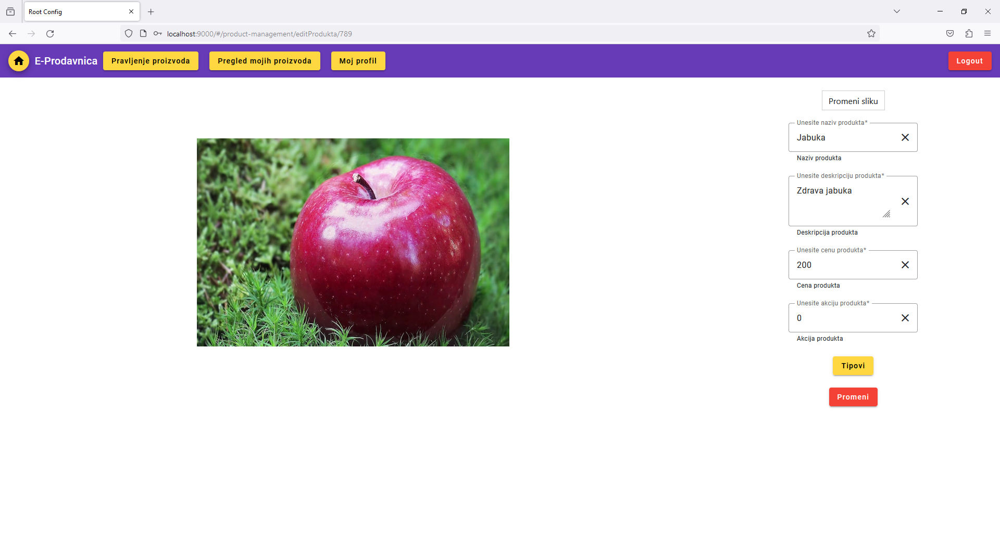 Root Config
localhost:9000/#/product-management/editProdukta/789
E-Prodavnica
Pravljenje proizvoda
Pregled mojih proizvoda
Moj profil
Logout
Promeni sliku
Unesite naziv produkta*
Jabuka
Naziv produkta
Unesite deskripciju produkta*
Zdrava jabuka
Deskripcija produkta
Unesite cenu produkta*
200
Cena produkta
Unesite akciju produkta*
0
Akcija produkta
Tipovi
Promeni